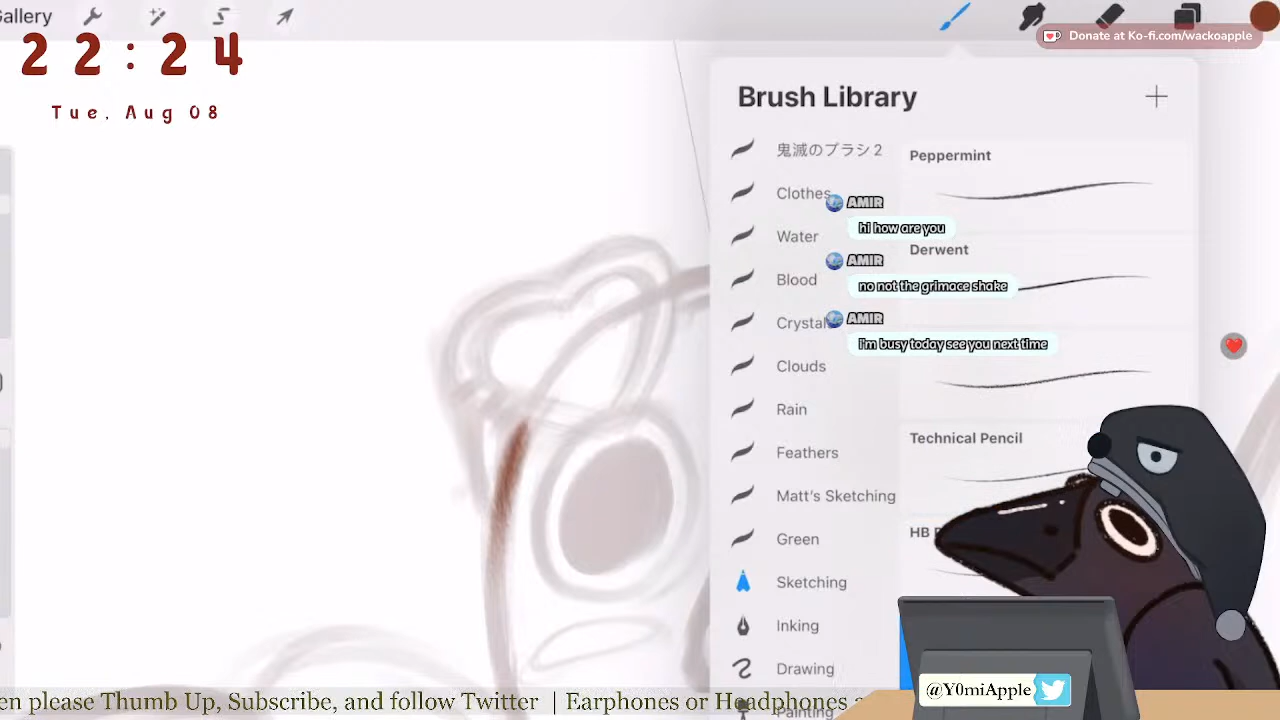 Gallery
22:24
Donate at Ko-fi.com/wackoapple
Tue, Aug 08
Brush Library
鬼滅のブラシ2
Peppermint
Clothes
AMIR
hi how are you
Water
Derwent
AMIR
Blood
no not the grimace shake
Crystal
AMIR
i'm busy today see you next time
Clouds
Rain
Technical Pencil
Feathers
Matt's Sketching
HB
Green
Sketching
Inking
Drawing
@Y0miApple
please Thumb Up, Subscribe, and follow Twitter | Earphones or Headphones
Painting